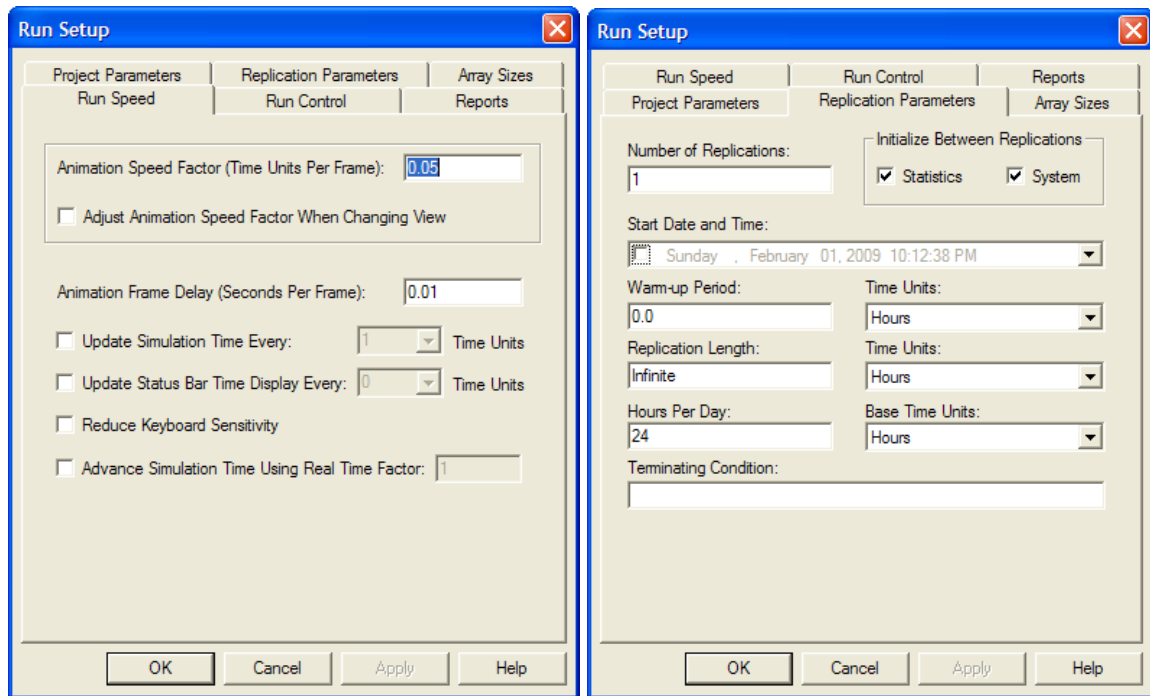 Run Setup
Project Parameters Replication Parameters Array Sizes
Run Speed Run Control Reports
Animation Speed Factor (Time Units Per Frame): 0.05
Adjust Animation Speed Factor When Changing View
Animation Frame Delay (Seconds Per Frame): 0.01
Update Simulation Time Every: 1 Time Units
Update Status Bar Time Display Every: 0 Time Units
Reduce Keyboard Sensitivity
Advance Simulation Time Using Real Time Factor: 1
OK Cancel Apply Help
Run Setup
Run Speed Run Control Reports
Project Parameters Replication Parameters Array Sizes
Number of Replications:
Initialize Between Replications
1
Statistics System
Start Date and Time:
Sunday , February 01, 2009 10:12:38 PM
Warm-up Period: Time Units:
0.0 Hours
Replication Length: Time Units:
Infinite Hours
Hours Per Day: Base Time Units:
24 Hours
Terminating Condition:
OK Cancel Apply Help